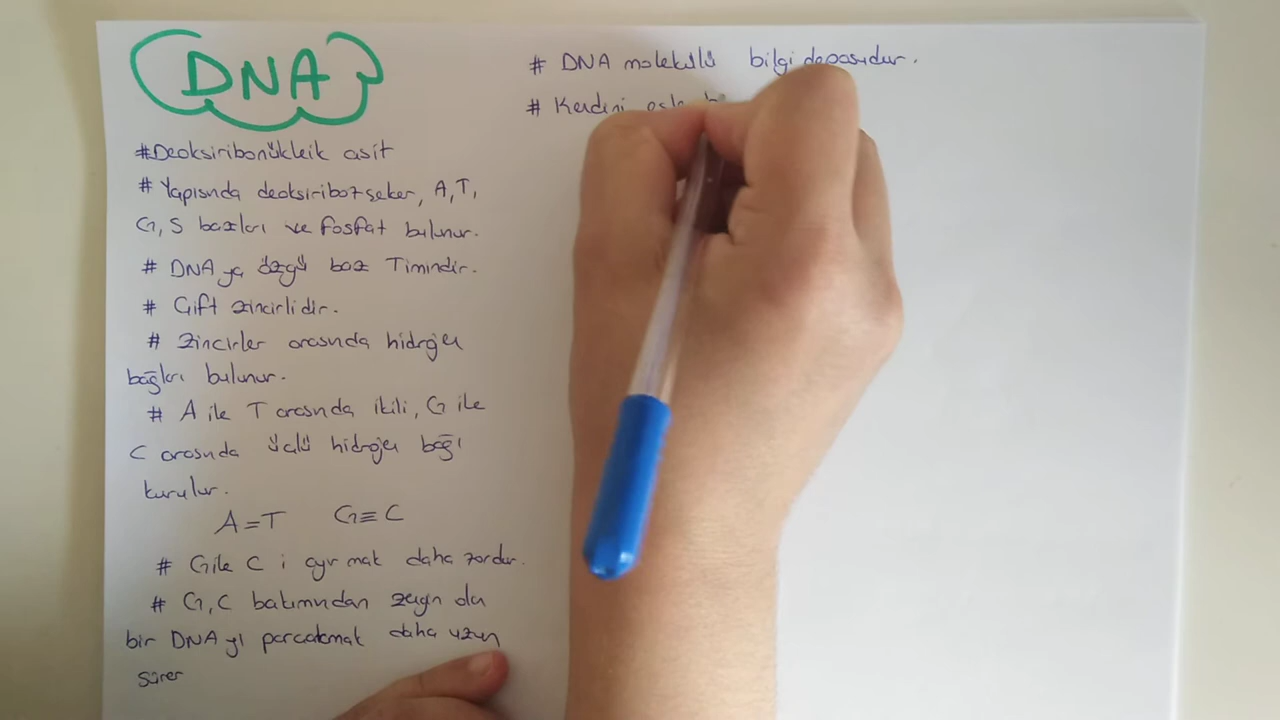 DNA
#Deoksiribonükleik asit
# Yapısında deoksiriboz şeker, A, T,
G, S bazları ve fosfat bulunur.
# DNA ya özgü baz Timindir.
# Çift zincirlidir.
# Zincirler arasında hidrojen
bağları bulunur.
# A ile T arasında ikili, G ile
C arasında üçlü hidrojen bağı
kurulur.
A=T G≡C
# G ile C i ayırmak daha zordur.
# G, C bakımından zengin olan
bir DNA yı parçalamak daha uzun
sürer
# DNA molekülü bilgi deposudur.
# Kendini